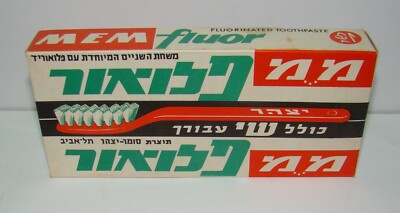 MEM fluor
FLUORINATED TOOTHPASTE
משחת השניים המיוחדת עם פלואוריד
מ.מ פלואור
יצהר
כולל שי עבורך
תוצרת סומר-יצהר תל-אביב
מ.מ פלואור